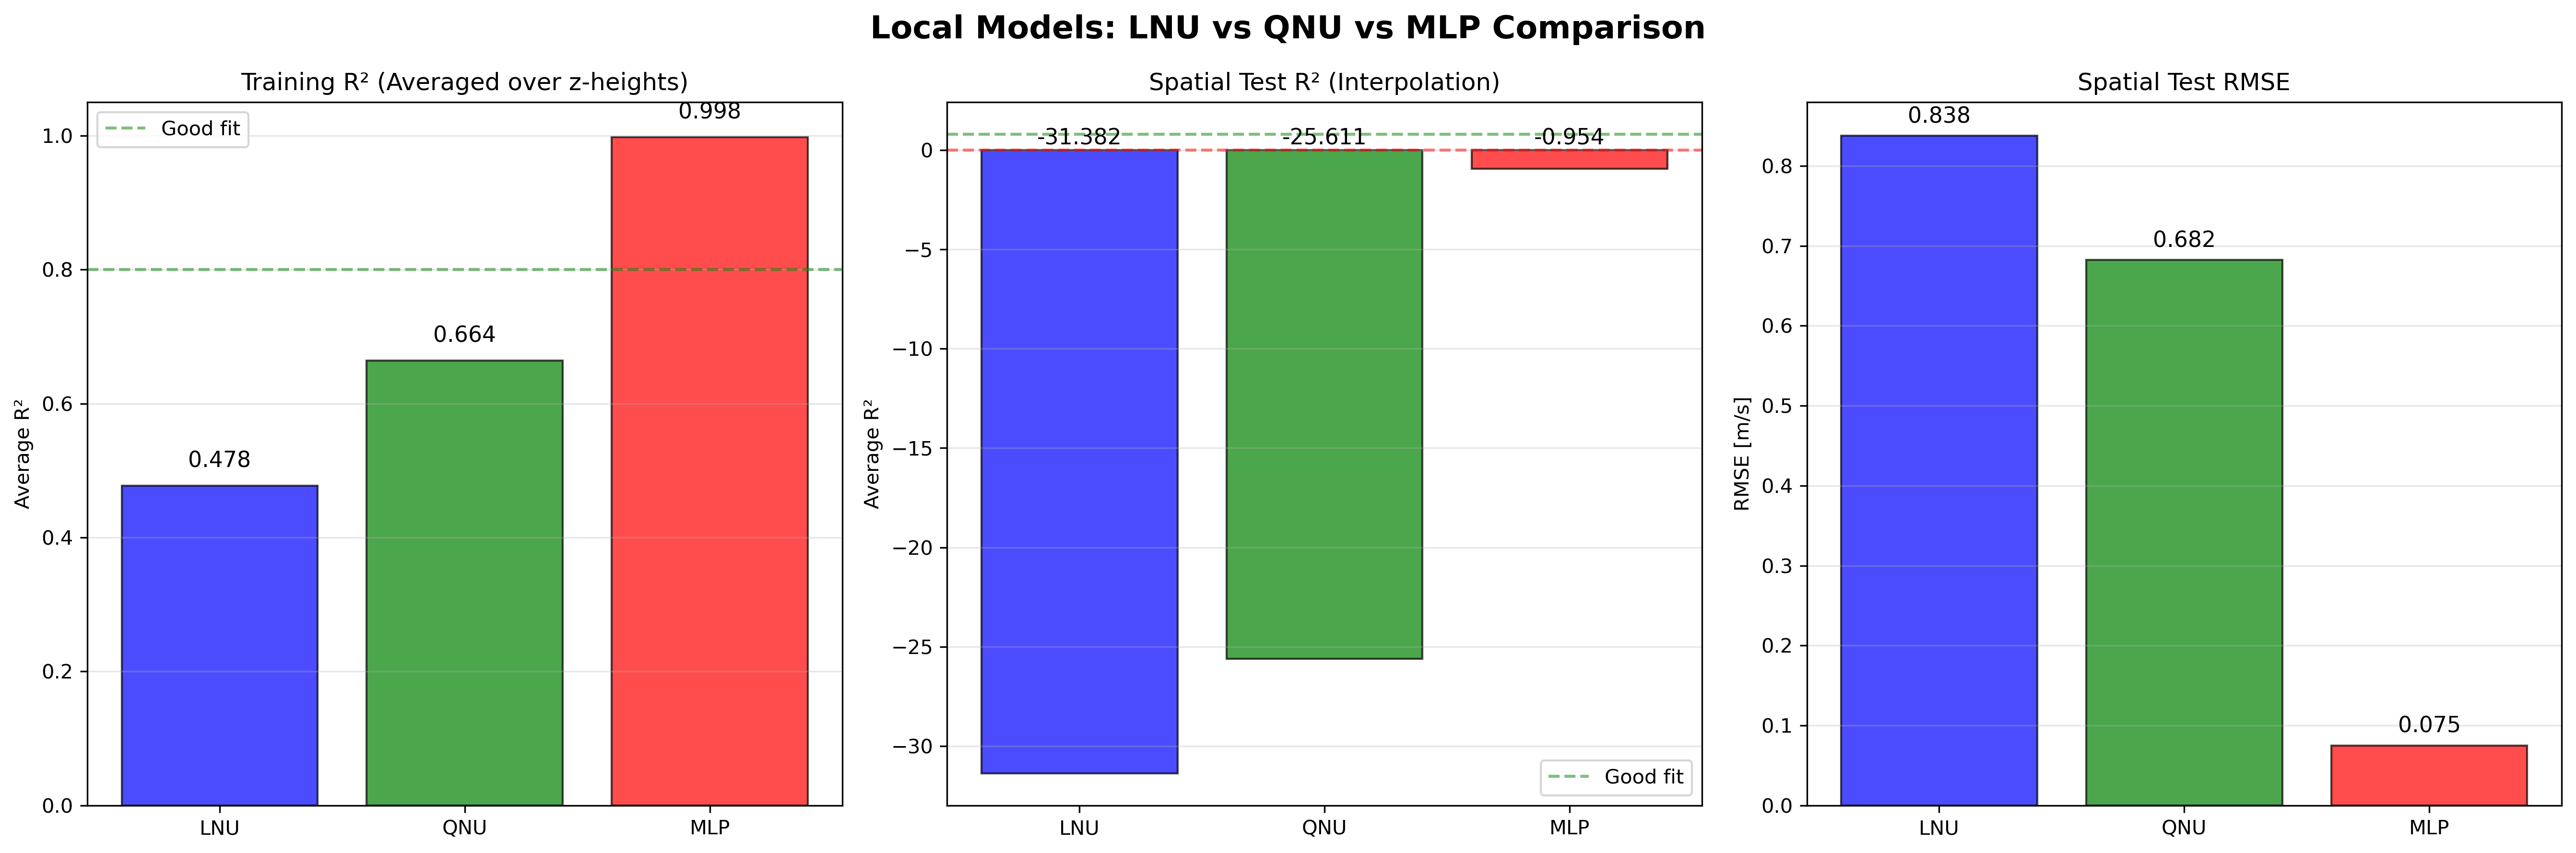 Local Models: LNU vs QNU vs MLP Comparison
Training R² (Averaged over z-heights)
Average R²
1.0
0.8
0.6
0.4
0.2
0.0
Good fit
0.478
0.664
0.998
LNU
QNU
MLP
Spatial Test R² (Interpolation)
Average R²
0
−5
−10
−15
−20
−25
−30
-31.382
-25.611
-0.954
Good fit
LNU
QNU
MLP
Spatial Test RMSE
RMSE [m/s]
0.8
0.7
0.6
0.5
0.4
0.3
0.2
0.1
0.0
0.838
0.682
0.075
LNU
QNU
MLP